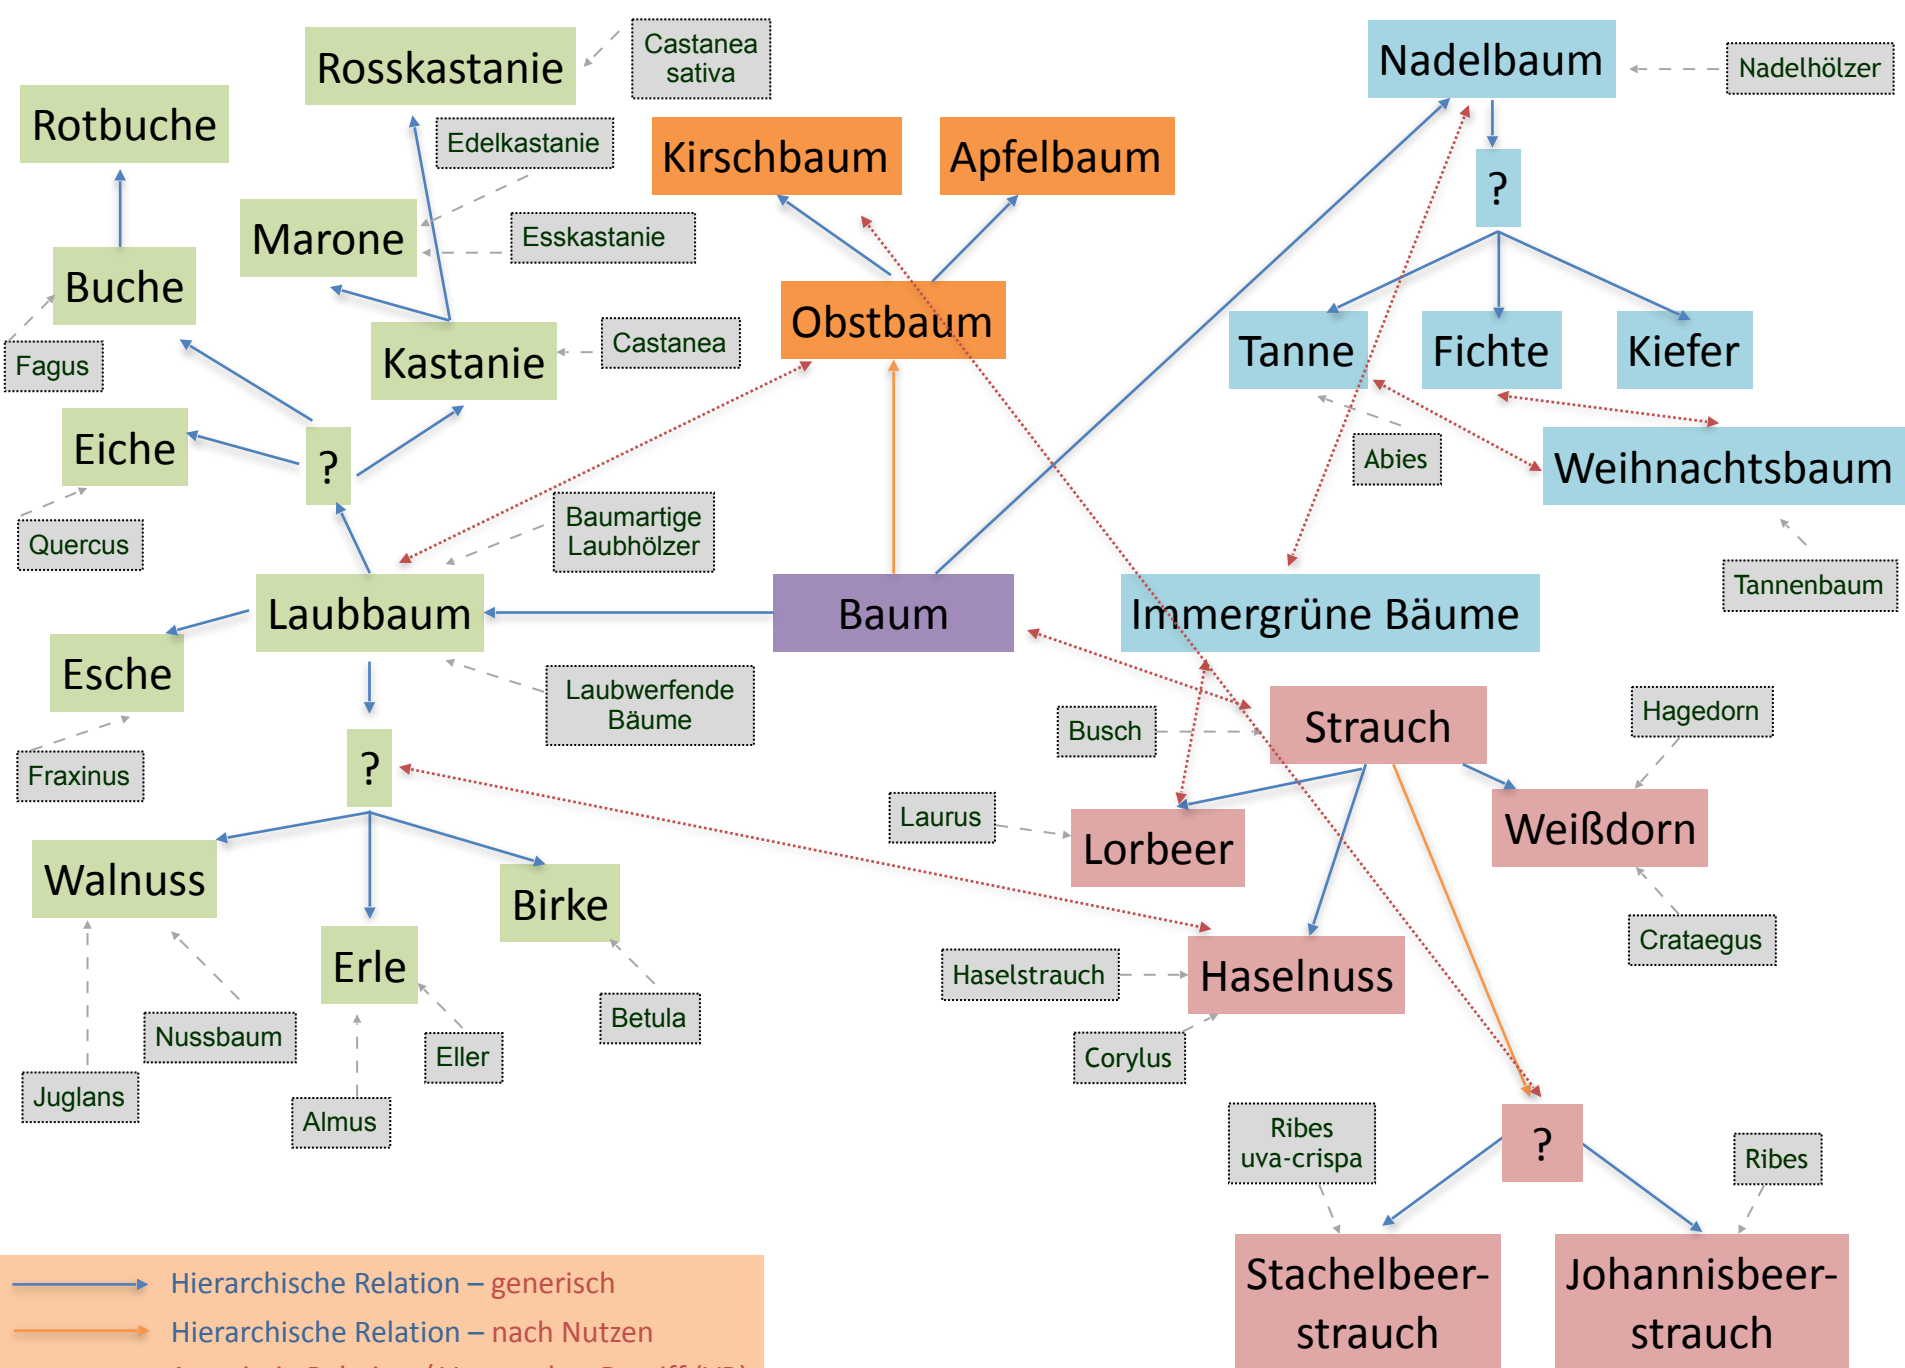 Castanea
sativa
Rosskastanie
Nadelbaum
Nadelhölzer
Rotbuche
Edelkastanie
Kirschbaum
Apfelbaum
?
Marone
Esskastanie
Buche
Obstbaum
Kastanie
Castanea
Tanne
Fichte
Kiefer
Fagus
Eiche
?
Abies
Weihnachtsbaum
Quercus
Baumartige
Laubhölzer
Tannenbaum
Laubbaum
Baum
Immergrüne Bäume
Esche
Laubwerfende
Bäume
Busch
Strauch
Hagedorn
Fraxinus
?
Laurus
Lorbeer
Weißdorn
Walnuss
Birke
Erle
Haselstrauch
Haselnuss
Crataegus
Nussbaum
Eller
Betula
Corylus
Juglans
Almus
Ribes
uva-crispa
?
Ribes
Stachelbeer-
strauch
Johannisbeer-
strauch
Hierarchische Relation – generisch
Hierarchische Relation – nach Nutzen